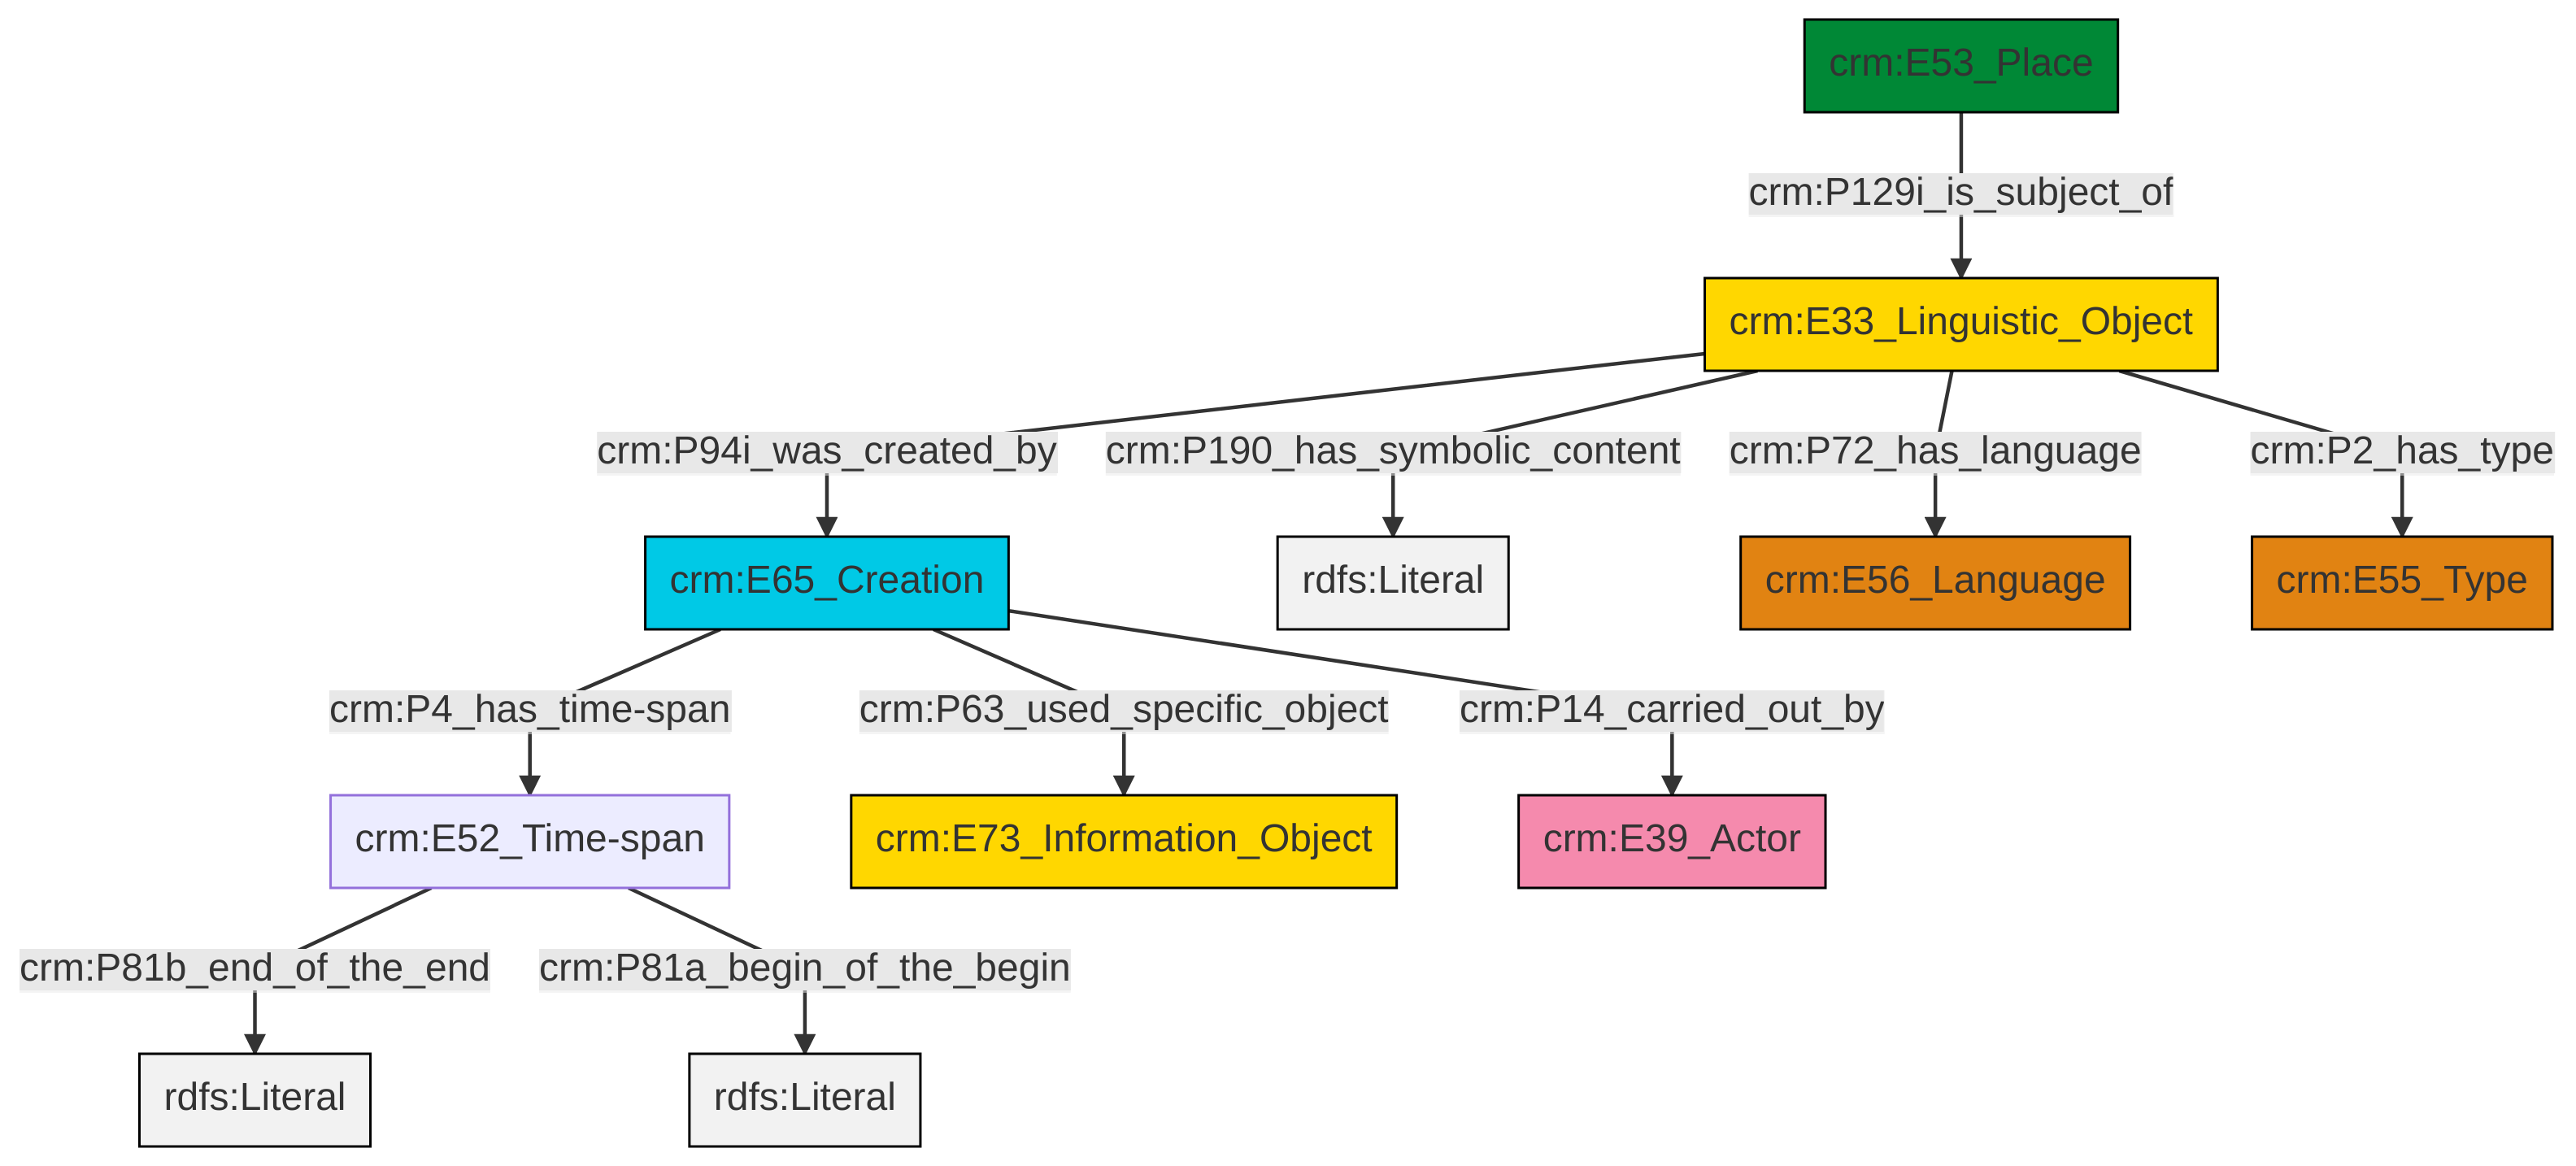 crm:E53_Place
crm:P129i_is_subject_of
crm:E33_Linguistic_Object
crm:P94i_was_created_by
crm:P190_has_symbolic_content
crm:P72_has_language
crm:P2_has_type
crm:E65_Creation
rdfs:Literal
crm:E56_Language
crm:E55_Type
crm:P4_has_time-span
crm:P63_used_specific_object
crm:P14_carried_out_by
crm:E52_Time-span
crm:E73_Information_Object
crm:E39_Actor
crm:P81b_end_of_the_end
crm:P81a_begin_of_the_begin
rdfs:Literal
rdfs:Literal